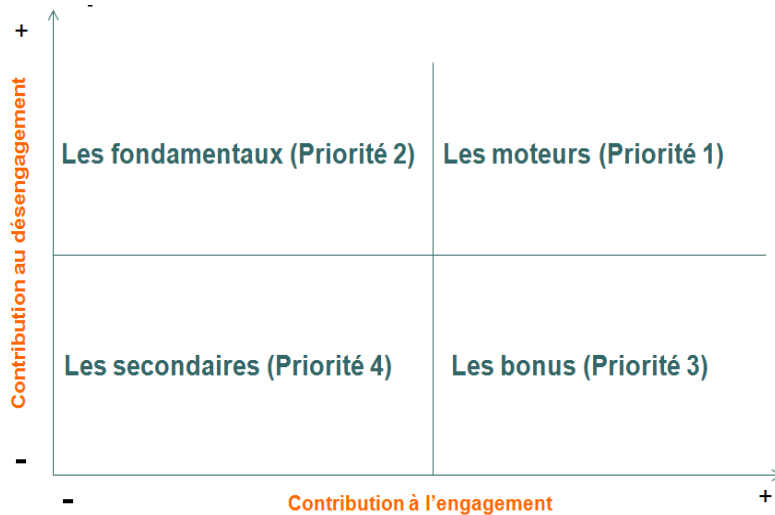 -
+
Contribution au désengagement
Les fondamentaux (Priorité 2)
Les moteurs (Priorité 1)
Les secondaires (Priorité 4)
Les bonus (Priorité 3)
-
-
Contribution à l'engagement
+